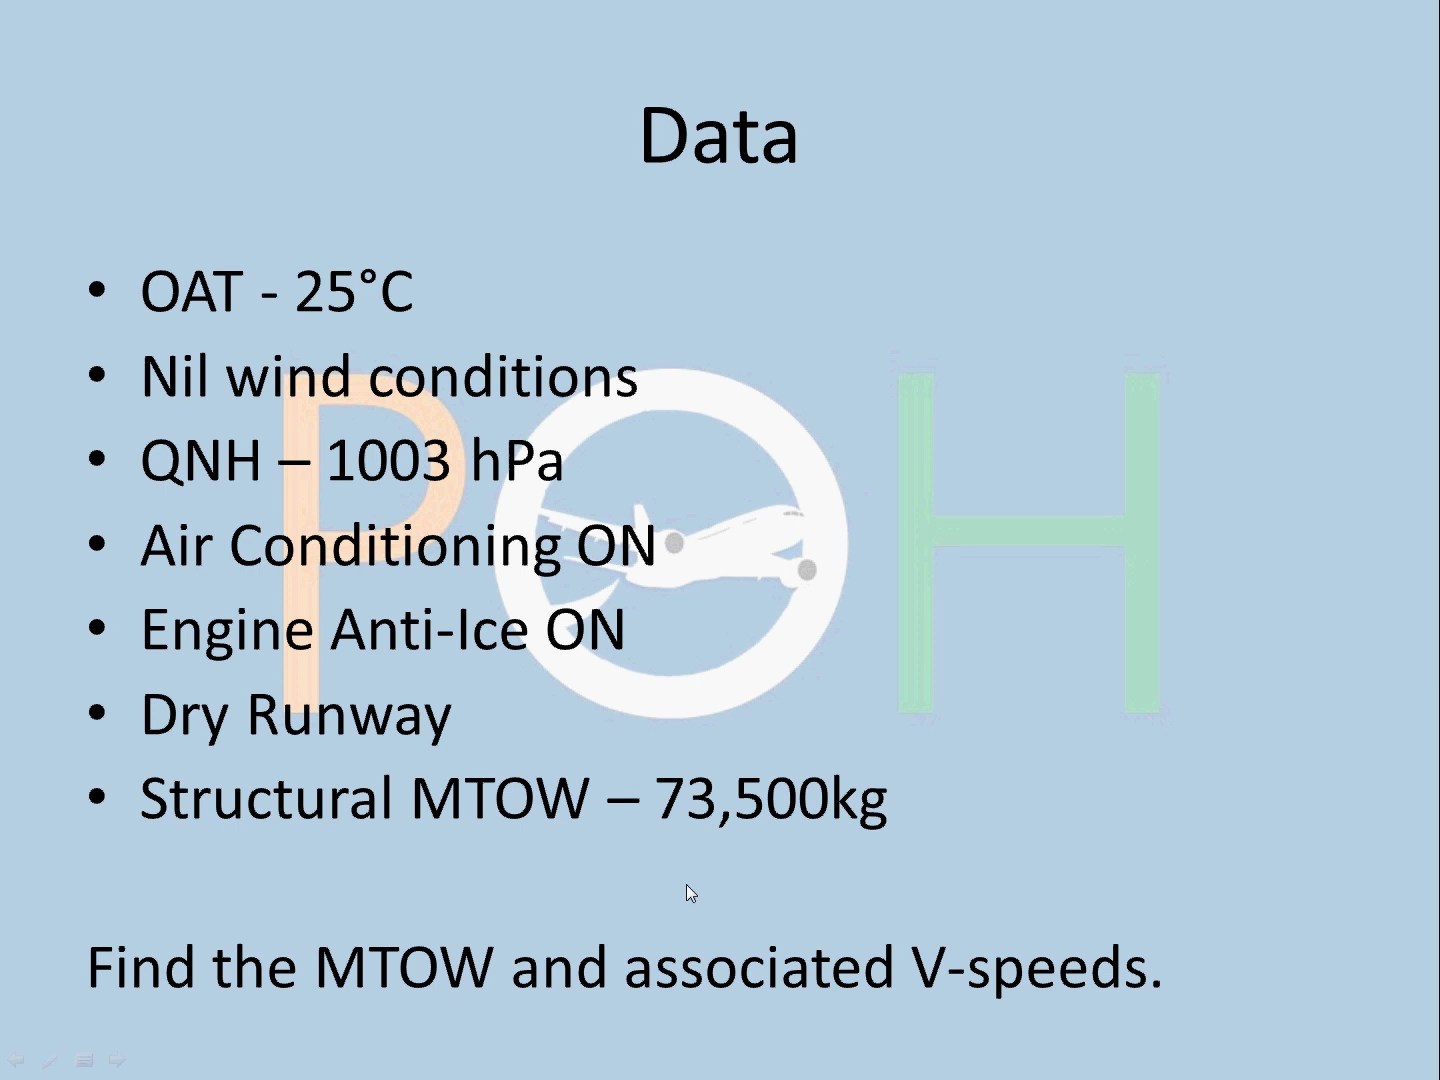 Data
• OAT - 25°C
• Nil wind conditions
• QNH – 1003 hPa
• Air Conditioning ON
• Engine Anti-Ice ON
• Dry Runway
• Structural MTOW – 73,500kg
Find the MTOW and associated V-speeds.
POH